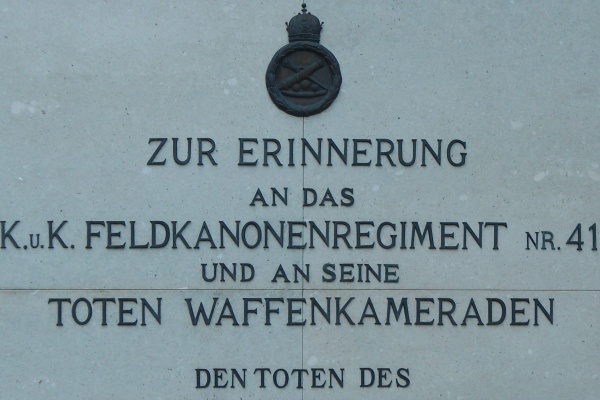 ZUR ERINNERUNG
AN DAS
K.u.K. FELDKANONENREGIMENT NR. 41
UND AN SEINE
TOTEN WAFFENKAMERADEN
DEN TOTEN DES